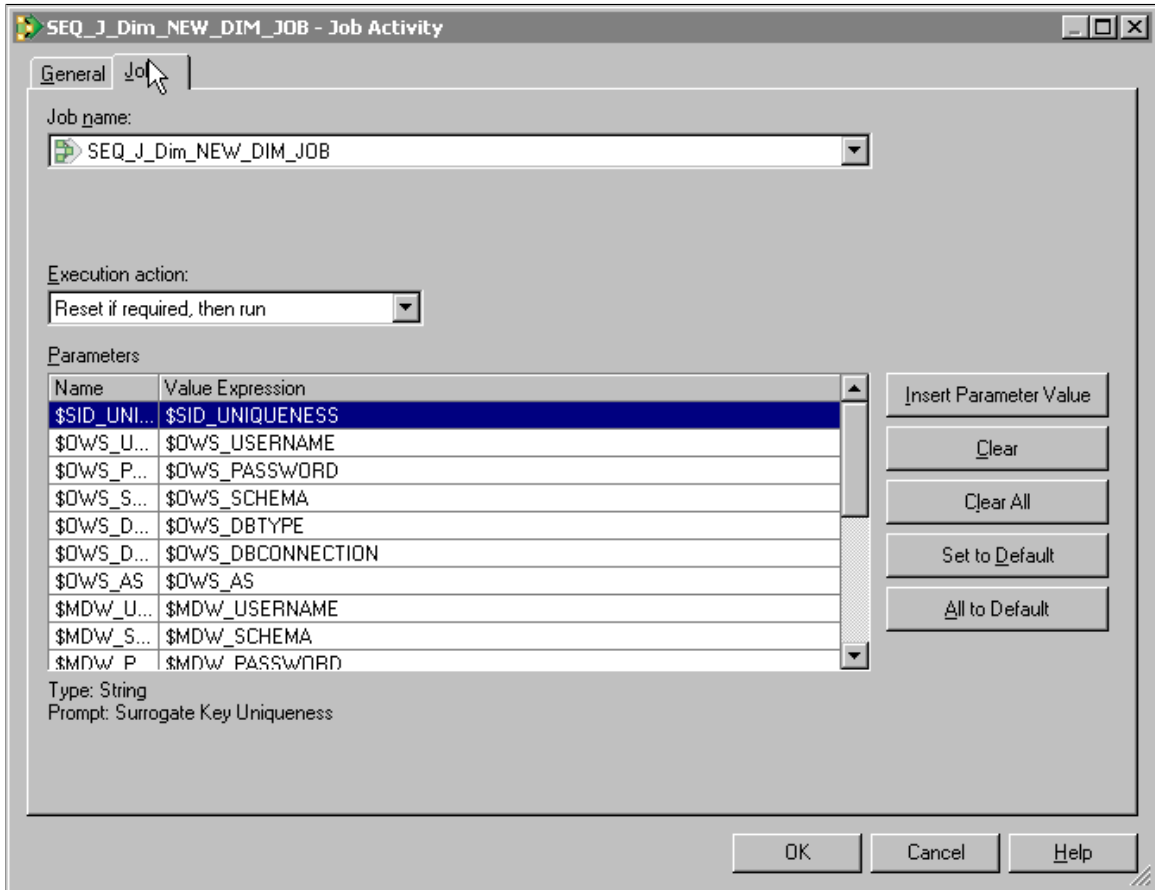 SEQ_J_Dim_NEW_DIM_JOB - Job Activity
General
Job name:
SEQ_J_Dim_NEW_DIM_JOB
Execution action:
Reset if required, then run
Parameters
Name Value Expression
$SID_UNI... $SID_UNIQUENESS
$OWS_U... $OWS_USERNAME
$OWS_P... $OWS_PASSWORD
$OWS_S... $OWS_SCHEMA
$OWS_D... $OWS_DBTYPE
$OWS_D... $OWS_DBCONNECTION
$OWS_AS $OWS_AS
$MDW_U... $MDW_USERNAME
$MDW_S... $MDW_SCHEMA
$MDW_P $MDW_PASSWORD
Insert Parameter Value
Clear
Clear All
Set to Default
All to Default
Type: String
Prompt: Surrogate Key Uniqueness
OK Cancel Help